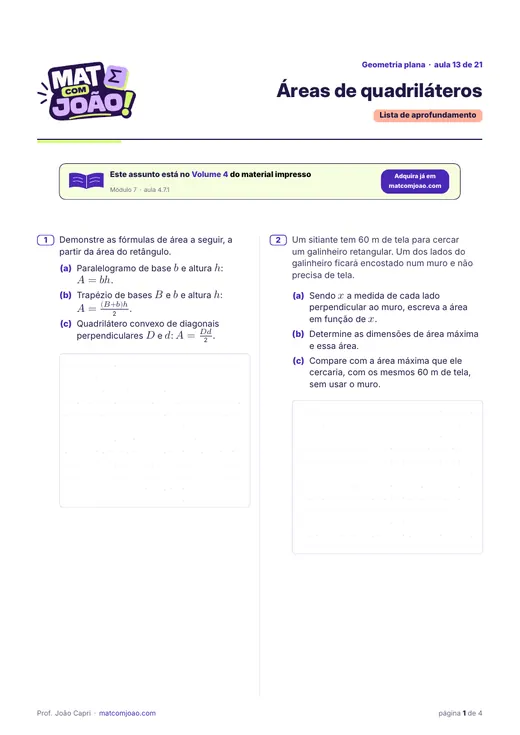 MAT
COM
JOÃO!
Geometria plana · aula 13 de 21
Áreas de quadriláteros
Lista de aprofundamento
Este assunto está no Volume 4 do material impresso
Módulo 7 · aula 4.7.1
Adquira já em
matcomjoao.com
1 Demonstre as fórmulas de área a seguir, a
partir da área do retângulo.
(a) Paralelogramo de base b e altura h:
A = bh.
(b) Trapézio de bases B e b e altura h:
A = (B+b)h/2.
(c) Quadrilátero convexo de diagonais
perpendiculares D e d: A = Dd/2.
2 Um sitiante tem 60 m de tela para cercar
um galinheiro retangular. Um dos lados do
galinheiro ficará encostado num muro e não
precisa de tela.
(a) Sendo x a medida de cada lado
perpendicular ao muro, escreva a área
em função de x.
(b) Determine as dimensões de área máxima
e essa área.
(c) Compare com a área máxima que ele
cercaria, com os mesmos 60 m de tela,
sem usar o muro.
Prof. João Capri · matcomjoao.com
página 1 de 4